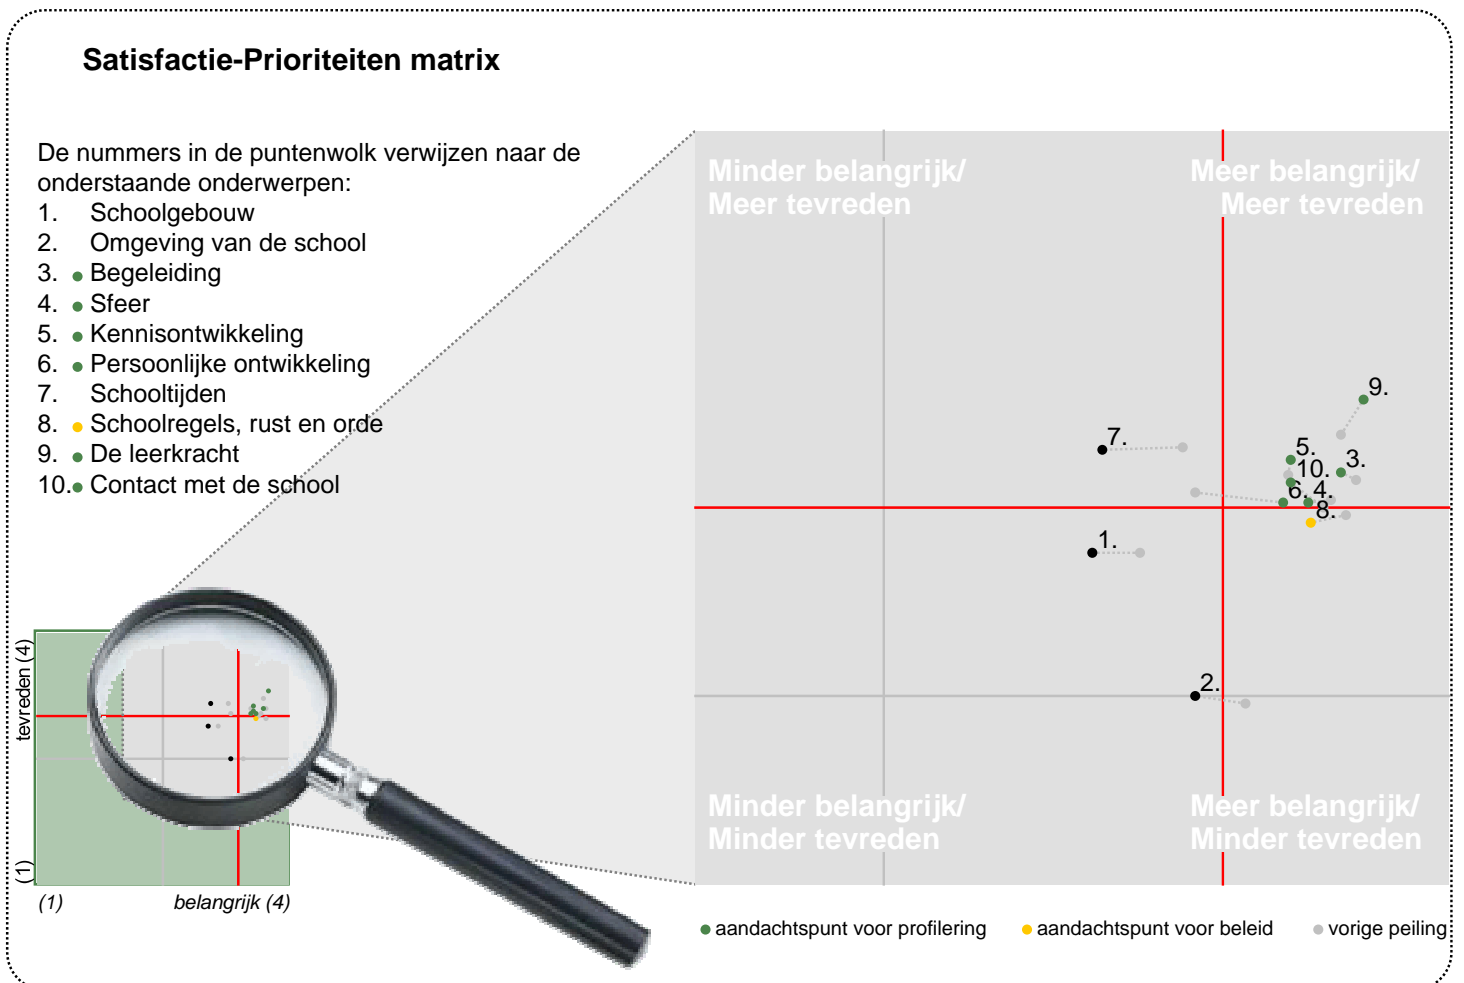 Satisfactie-Prioriteiten matrix
De nummers in de puntenwolk verwijzen naar de
onderstaande onderwerpen:
1. Schoolgebouw
2. Omgeving van de school
3. Begeleiding
4. Sfeer
5. Kennisontwikkeling
6. Persoonlijke ontwikkeling
7. Schooltijden
8. Schoolregels, rust en orde
9. De leerkracht
10. Contact met de school
Minder belangrijk/
Meer tevreden
Meer belangrijk/
Meer tevreden
9.
7.
5.
3.
10.
6.
4.
8.
1.
2.
Minder belangrijk/
Minder tevreden
Meer belangrijk/
Minder tevreden
tevreden (4)
(1)
(1)
belangrijk (4)
aandachtspunt voor profilering
aandachtspunt voor beleid
vorige peiling